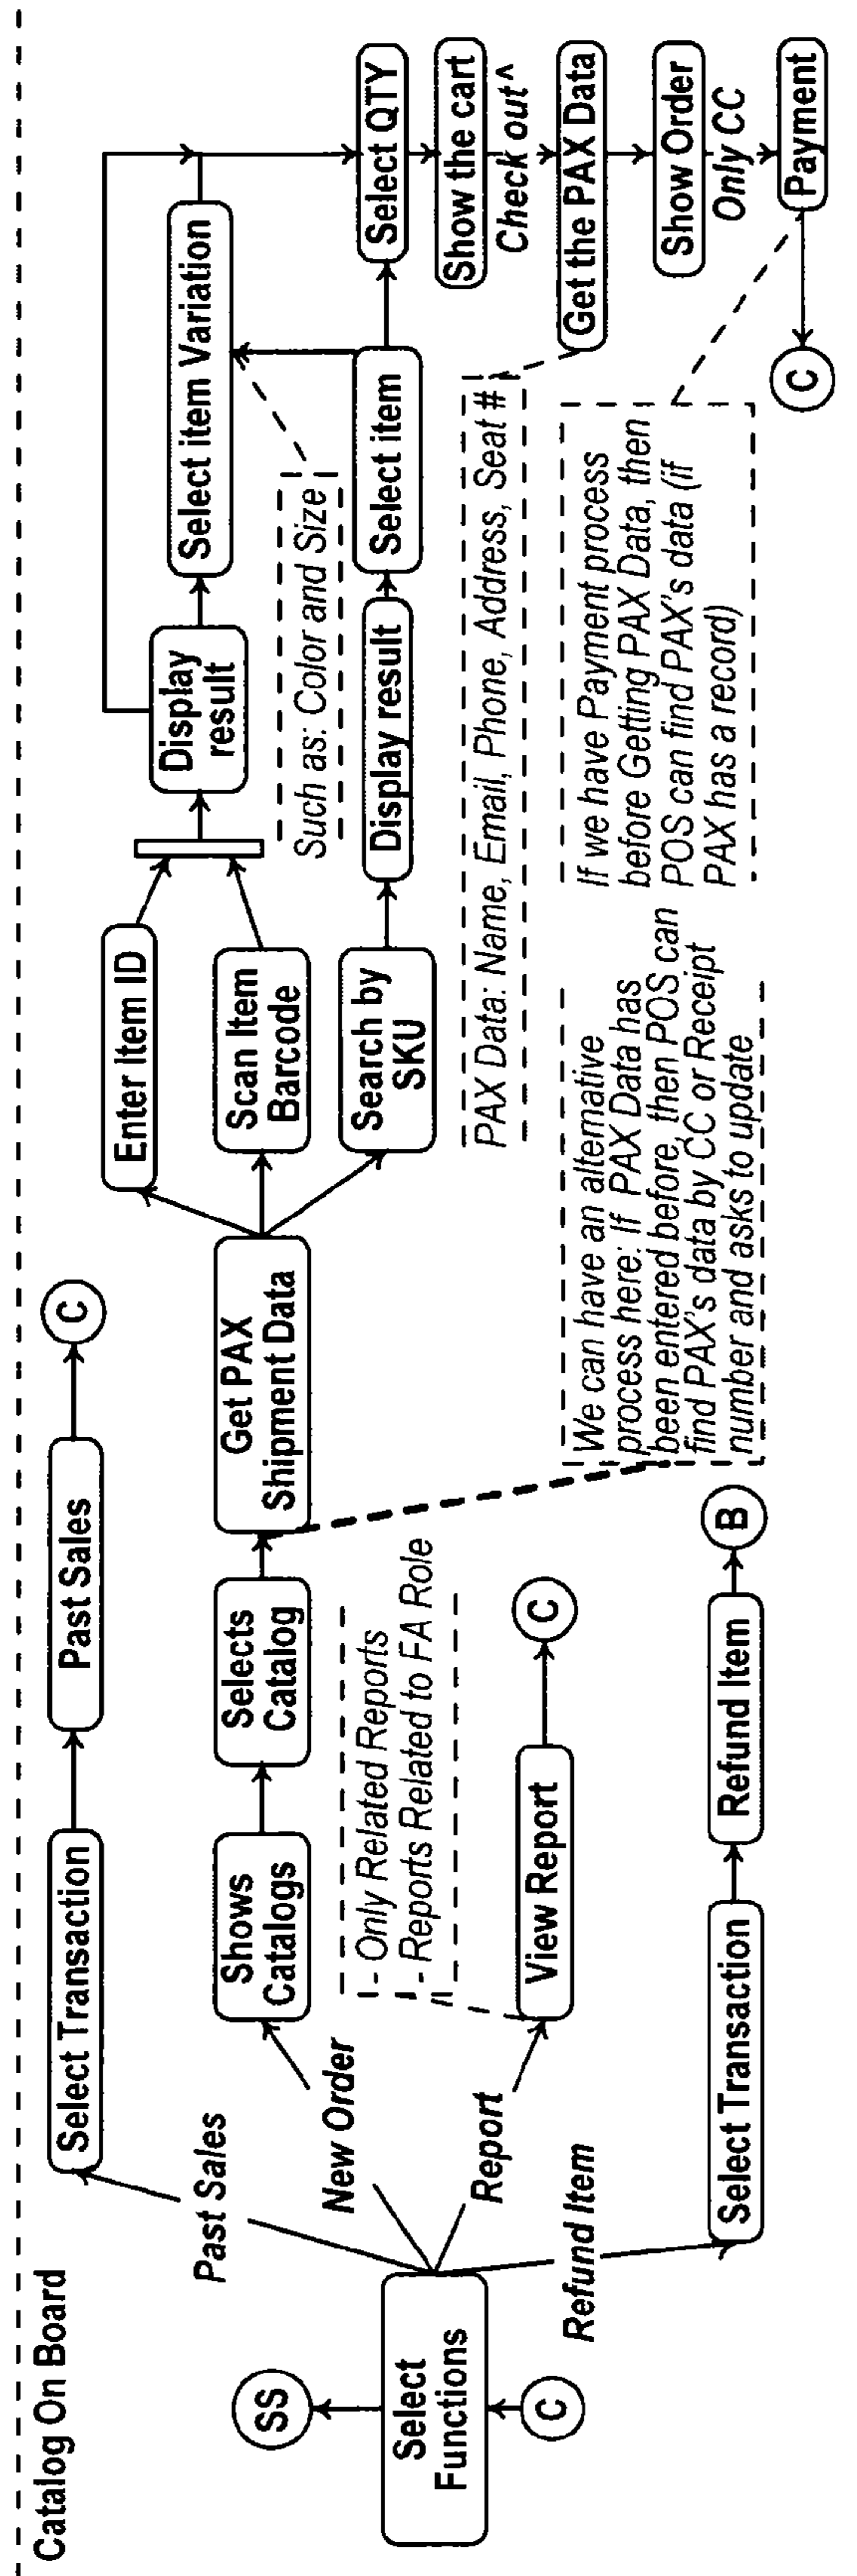 Catalog On Board
SS
Select
Functions
C
Past Sales
Select Transaction
Past Sales
C
New Order
Shows
Catalogs
Selects
Catalog
Get PAX
Shipment Data
Enter Item ID
Scan Item
Barcode
Search by
SKU
Display
result
Select item Variation
Such as: Color and Size
Display result
Select item
Select QTY
Show the cart
Check out^
Get the PAX Data
Show Order
Only CC
Payment
C
PAX Data: Name, Email, Phone, Address, Seat #
If we have Payment process
before Getting PAX Data, then
POS can find PAX's data (if
PAX has a record)
We can have an alternative
process here: If PAX Data has
been entered before, then POS can
find PAX's data by CC or Receipt
number and asks to update
Report
- Only Related Reports
- Reports Related to FA Role
View Report
C
Refund Item
Select Transaction
Refund Item
B